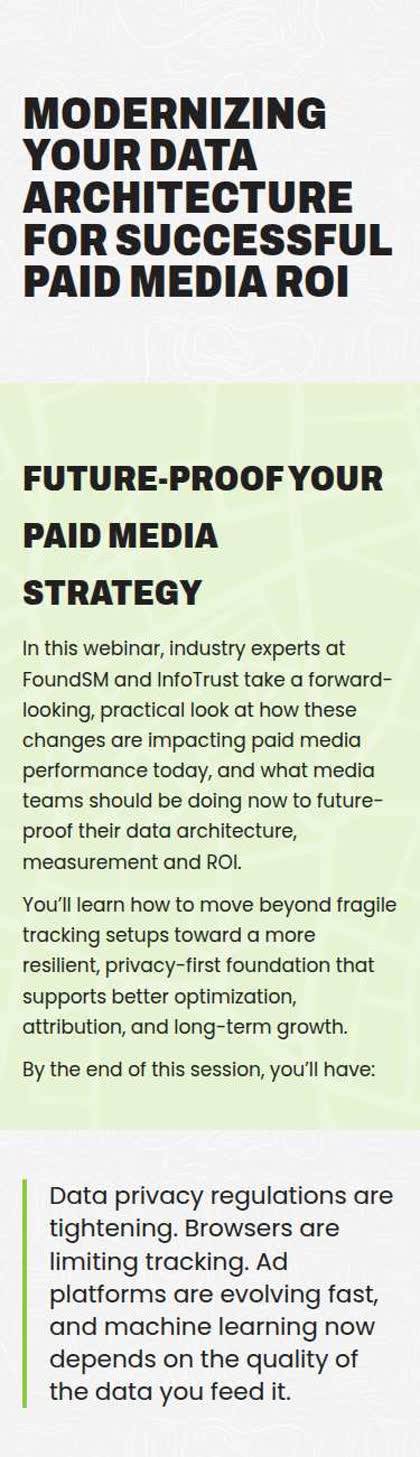 MODERNIZING
YOUR DATA
ARCHITECTURE
FOR SUCCESSFUL
PAID MEDIA ROI
FUTURE-PROOF YOUR
PAID MEDIA
STRATEGY
In this webinar, industry experts at
FoundSM and InfoTrust take a forward-
looking, practical look at how these
changes are impacting paid media
performance today, and what media
teams should be doing now to future-
proof their data architecture,
measurement and ROI.
You’ll learn how to move beyond fragile
tracking setups toward a more
resilient, privacy-first foundation that
supports better optimization,
attribution, and long-term growth.
By the end of this session, you’ll have:
Data privacy regulations are
tightening. Browsers are
limiting tracking. Ad
platforms are evolving fast,
and machine learning now
depends on the quality of
the data you feed it.